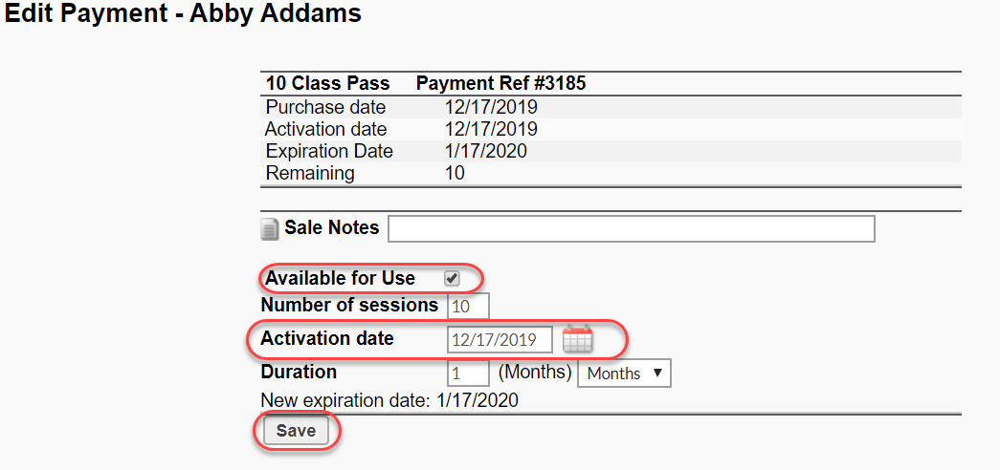 Edit Payment - Abby Addams
10 Class Pass Payment Ref #3185
Purchase date 12/17/2019
Activation date 12/17/2019
Expiration Date 1/17/2020
Remaining 10
Sale Notes
Available for Use
Number of sessions 10
Activation date 12/17/2019
Duration 1 (Months) Months
New expiration date: 1/17/2020
Save